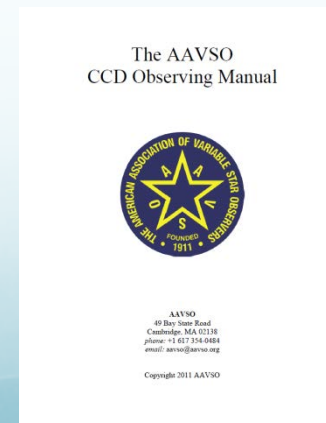 The AAVSO
CCD Observing Manual
THE AMERICAN ASSOCIATION OF VARIABLE STAR OBSERVERS
A
A
V
S
O
FOUNDED
• 1911 •
AAVSO
49 Bay State Road
Cambridge, MA 02138
phone: +1 617 354-0484
email: aavso@aavso.org
Copyright 2011 AAVSO